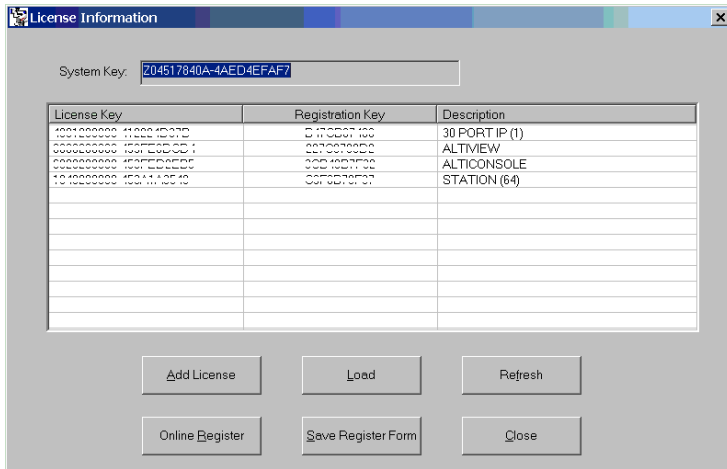 License Information
System Key: Z04517840A-4AED4EFAF7
License Key Registration Key Description
30 PORT IP (1)
ALTIVIEW
ALTICONSOLE
STATION (64)
Add License Load Refresh
Online Register Save Register Form Close